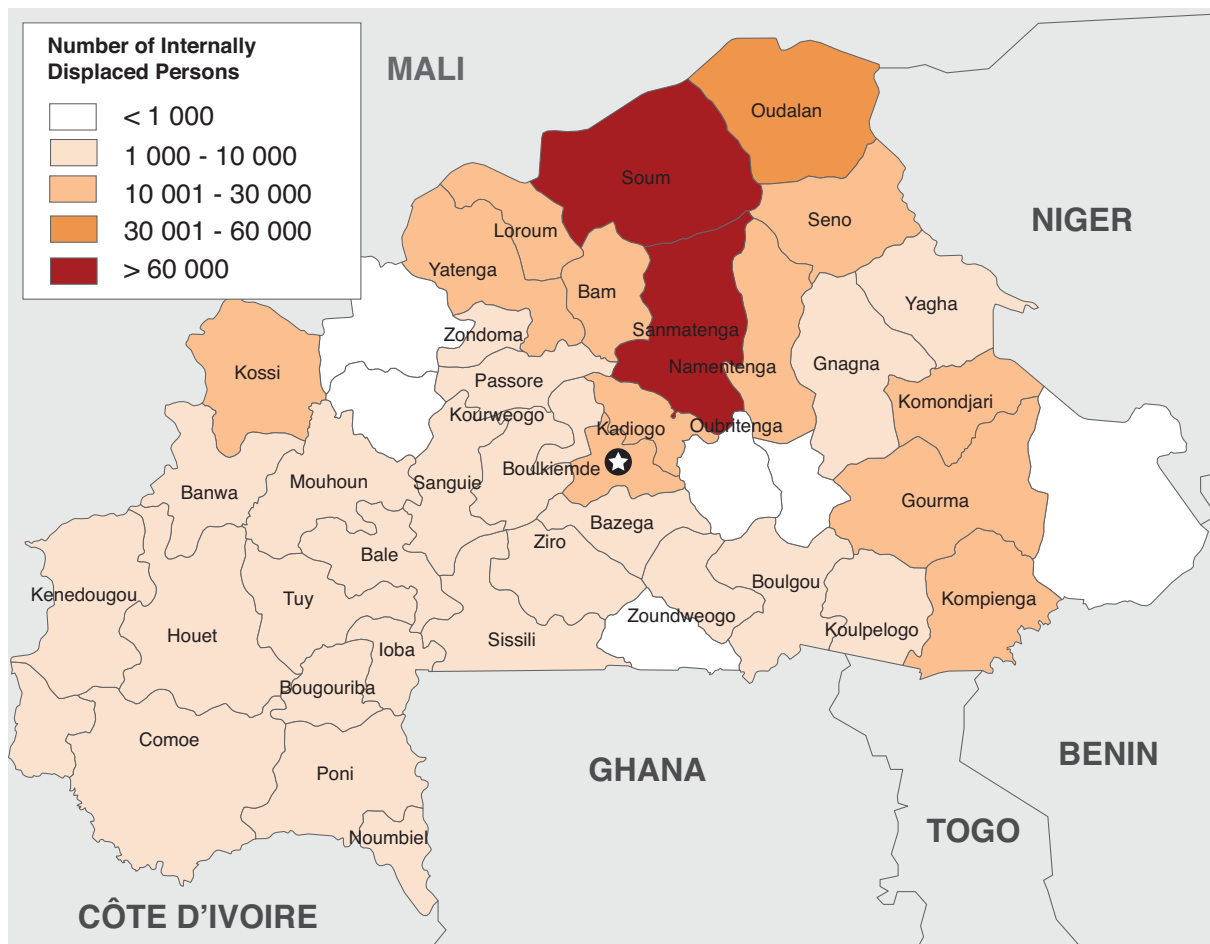 Number of Internally
Displaced Persons
< 1 000
1 000 - 10 000
10 001 - 30 000
30 001 - 60 000
> 60 000
MALI
Oudalan
Soum
Seno
NIGER
Loroum
Yatenga
Bam
Yagha
Zondoma
Sanmatenga
Kossi
Passore
Namentenga
Gnagna
Komondjari
Kourweogo
Kadiogo
Oubritenga
Boulkiemde
Sanguie
Mouhoun
Banwa
Gourma
Bazega
Ziro
Bale
Boulgou
Kenedougou
Tuy
Kompienga
Zoundweogo
Koulpelogo
Houet
Sissili
Ioba
Bougouriba
Comoe
Poni
GHANA
BENIN
TOGO
Noumbiel
CÔTE D'IVOIRE